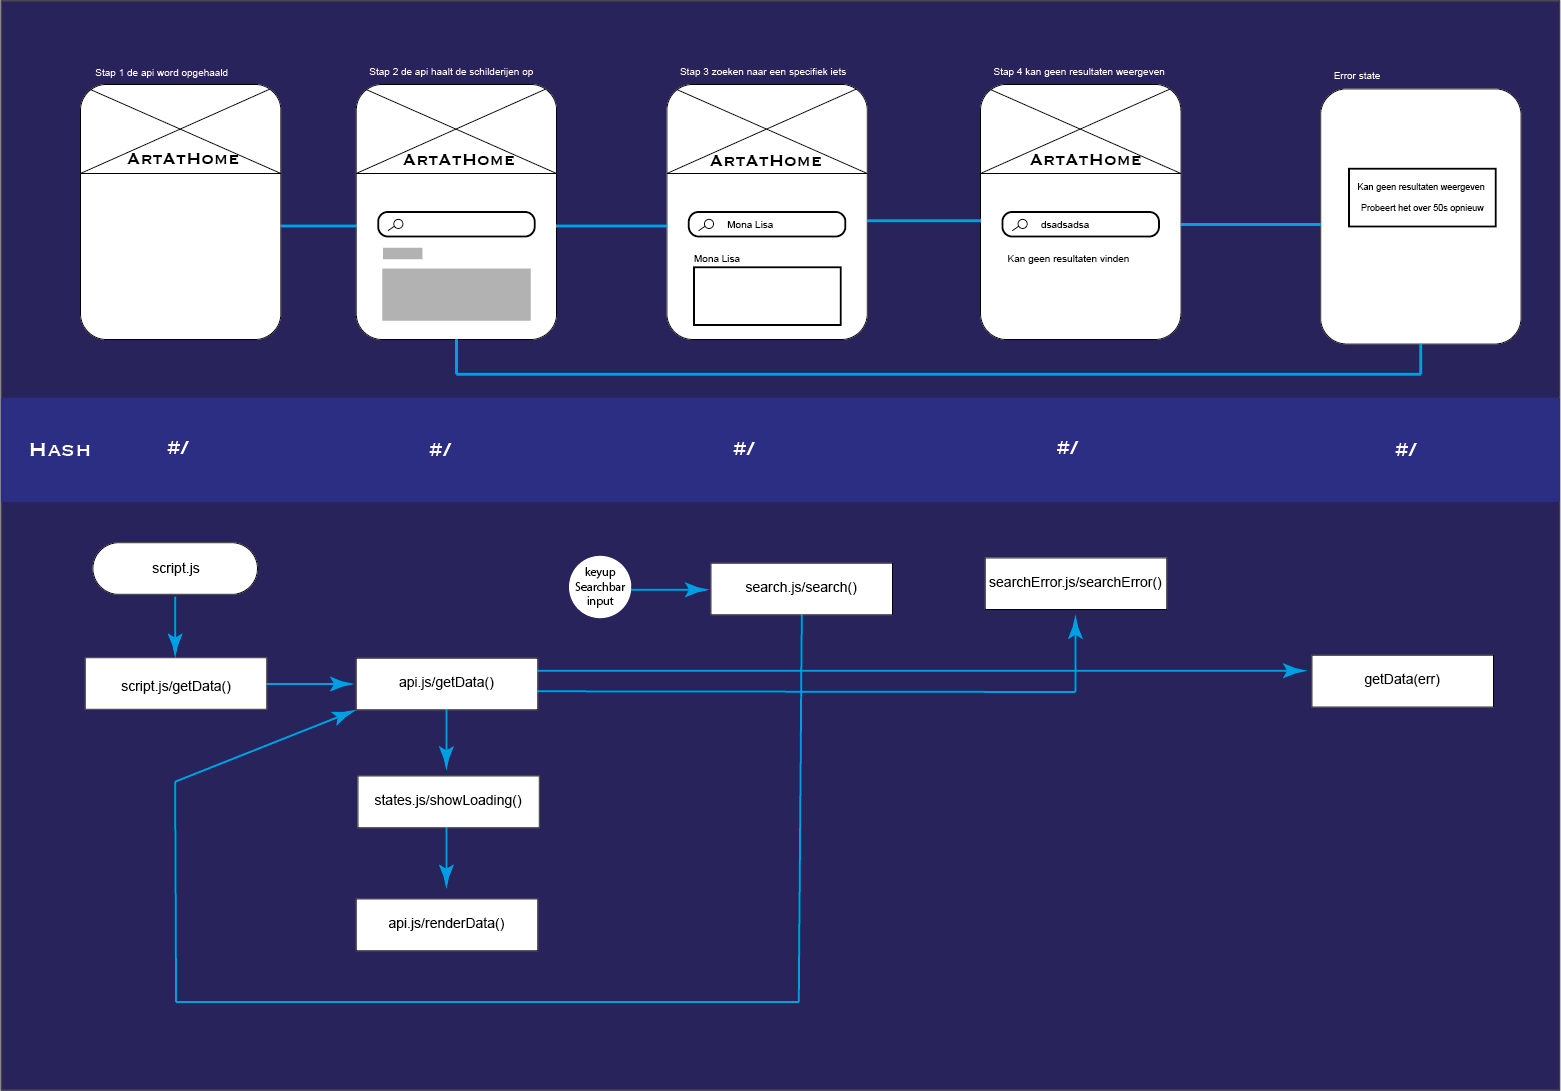 Stap 1 de api word opgehaald
Stap 2 de api haalt de schilderijen op
Stap 3 zoeken naar een specifiek iets
Stap 4 kan geen resultaten weergeven
Error state
ArtAtHome
ArtAtHome
ArtAtHome
ArtAtHome
Kan geen resultaten weergeven
Probeert het over 50s opnieuw
Mona Lisa
dsadsadsa
Mona Lisa
Kan geen resultaten vinden
Hash
#/
#/
#/
#/
#/
script.js
keyup
Searchbar
input
search.js/search()
searchError.js/searchError()
script.js/getData()
api.js/getData()
getData(err)
states.js/showLoading()
api.js/renderData()